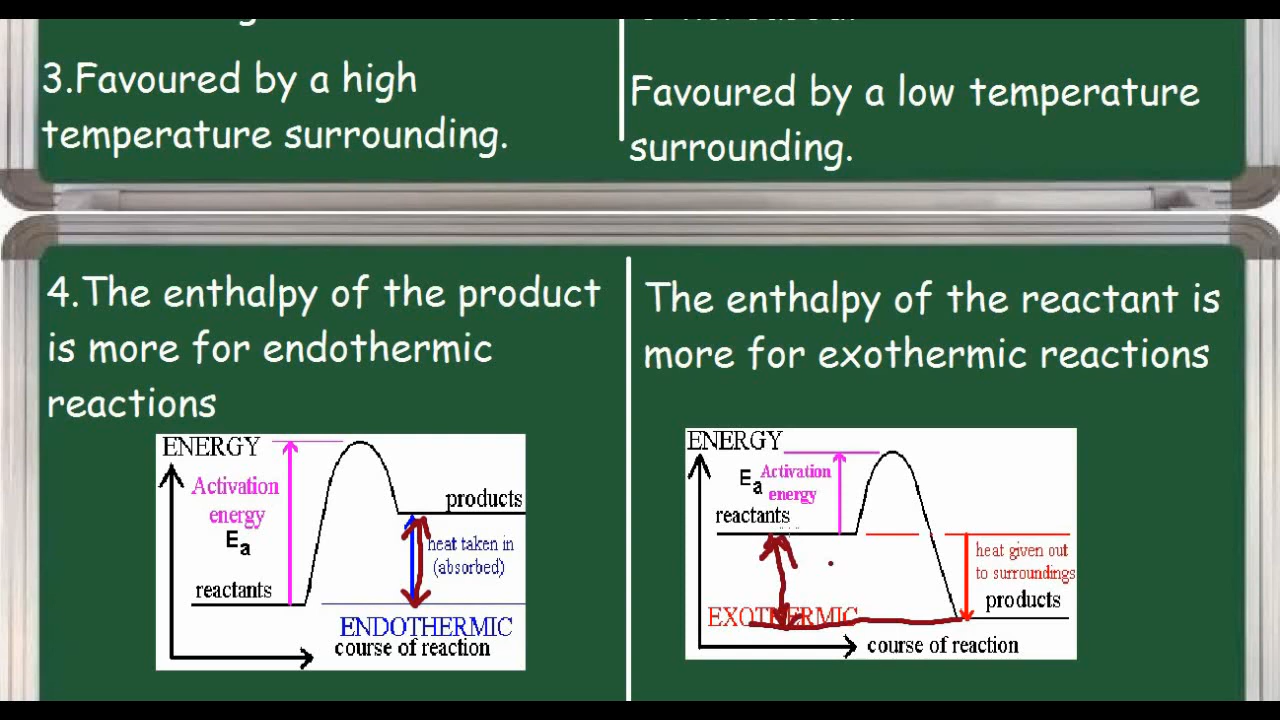 3.Favoured by a high
temperature surrounding.
Favoured by a low temperature
surrounding.
4.The enthalpy of the product
is more for endothermic
reactions
The enthalpy of the reactant is
more for exothermic reactions
ENERGY
Activation
energy
Ea
products
heat taken in
(absorbed)
reactants
ENDOTHERMIC
course of reaction
ENERGY
Ea
Activation
energy
reactants
heat given out
to surroundings
products
EXOTHERMIC
course of reaction